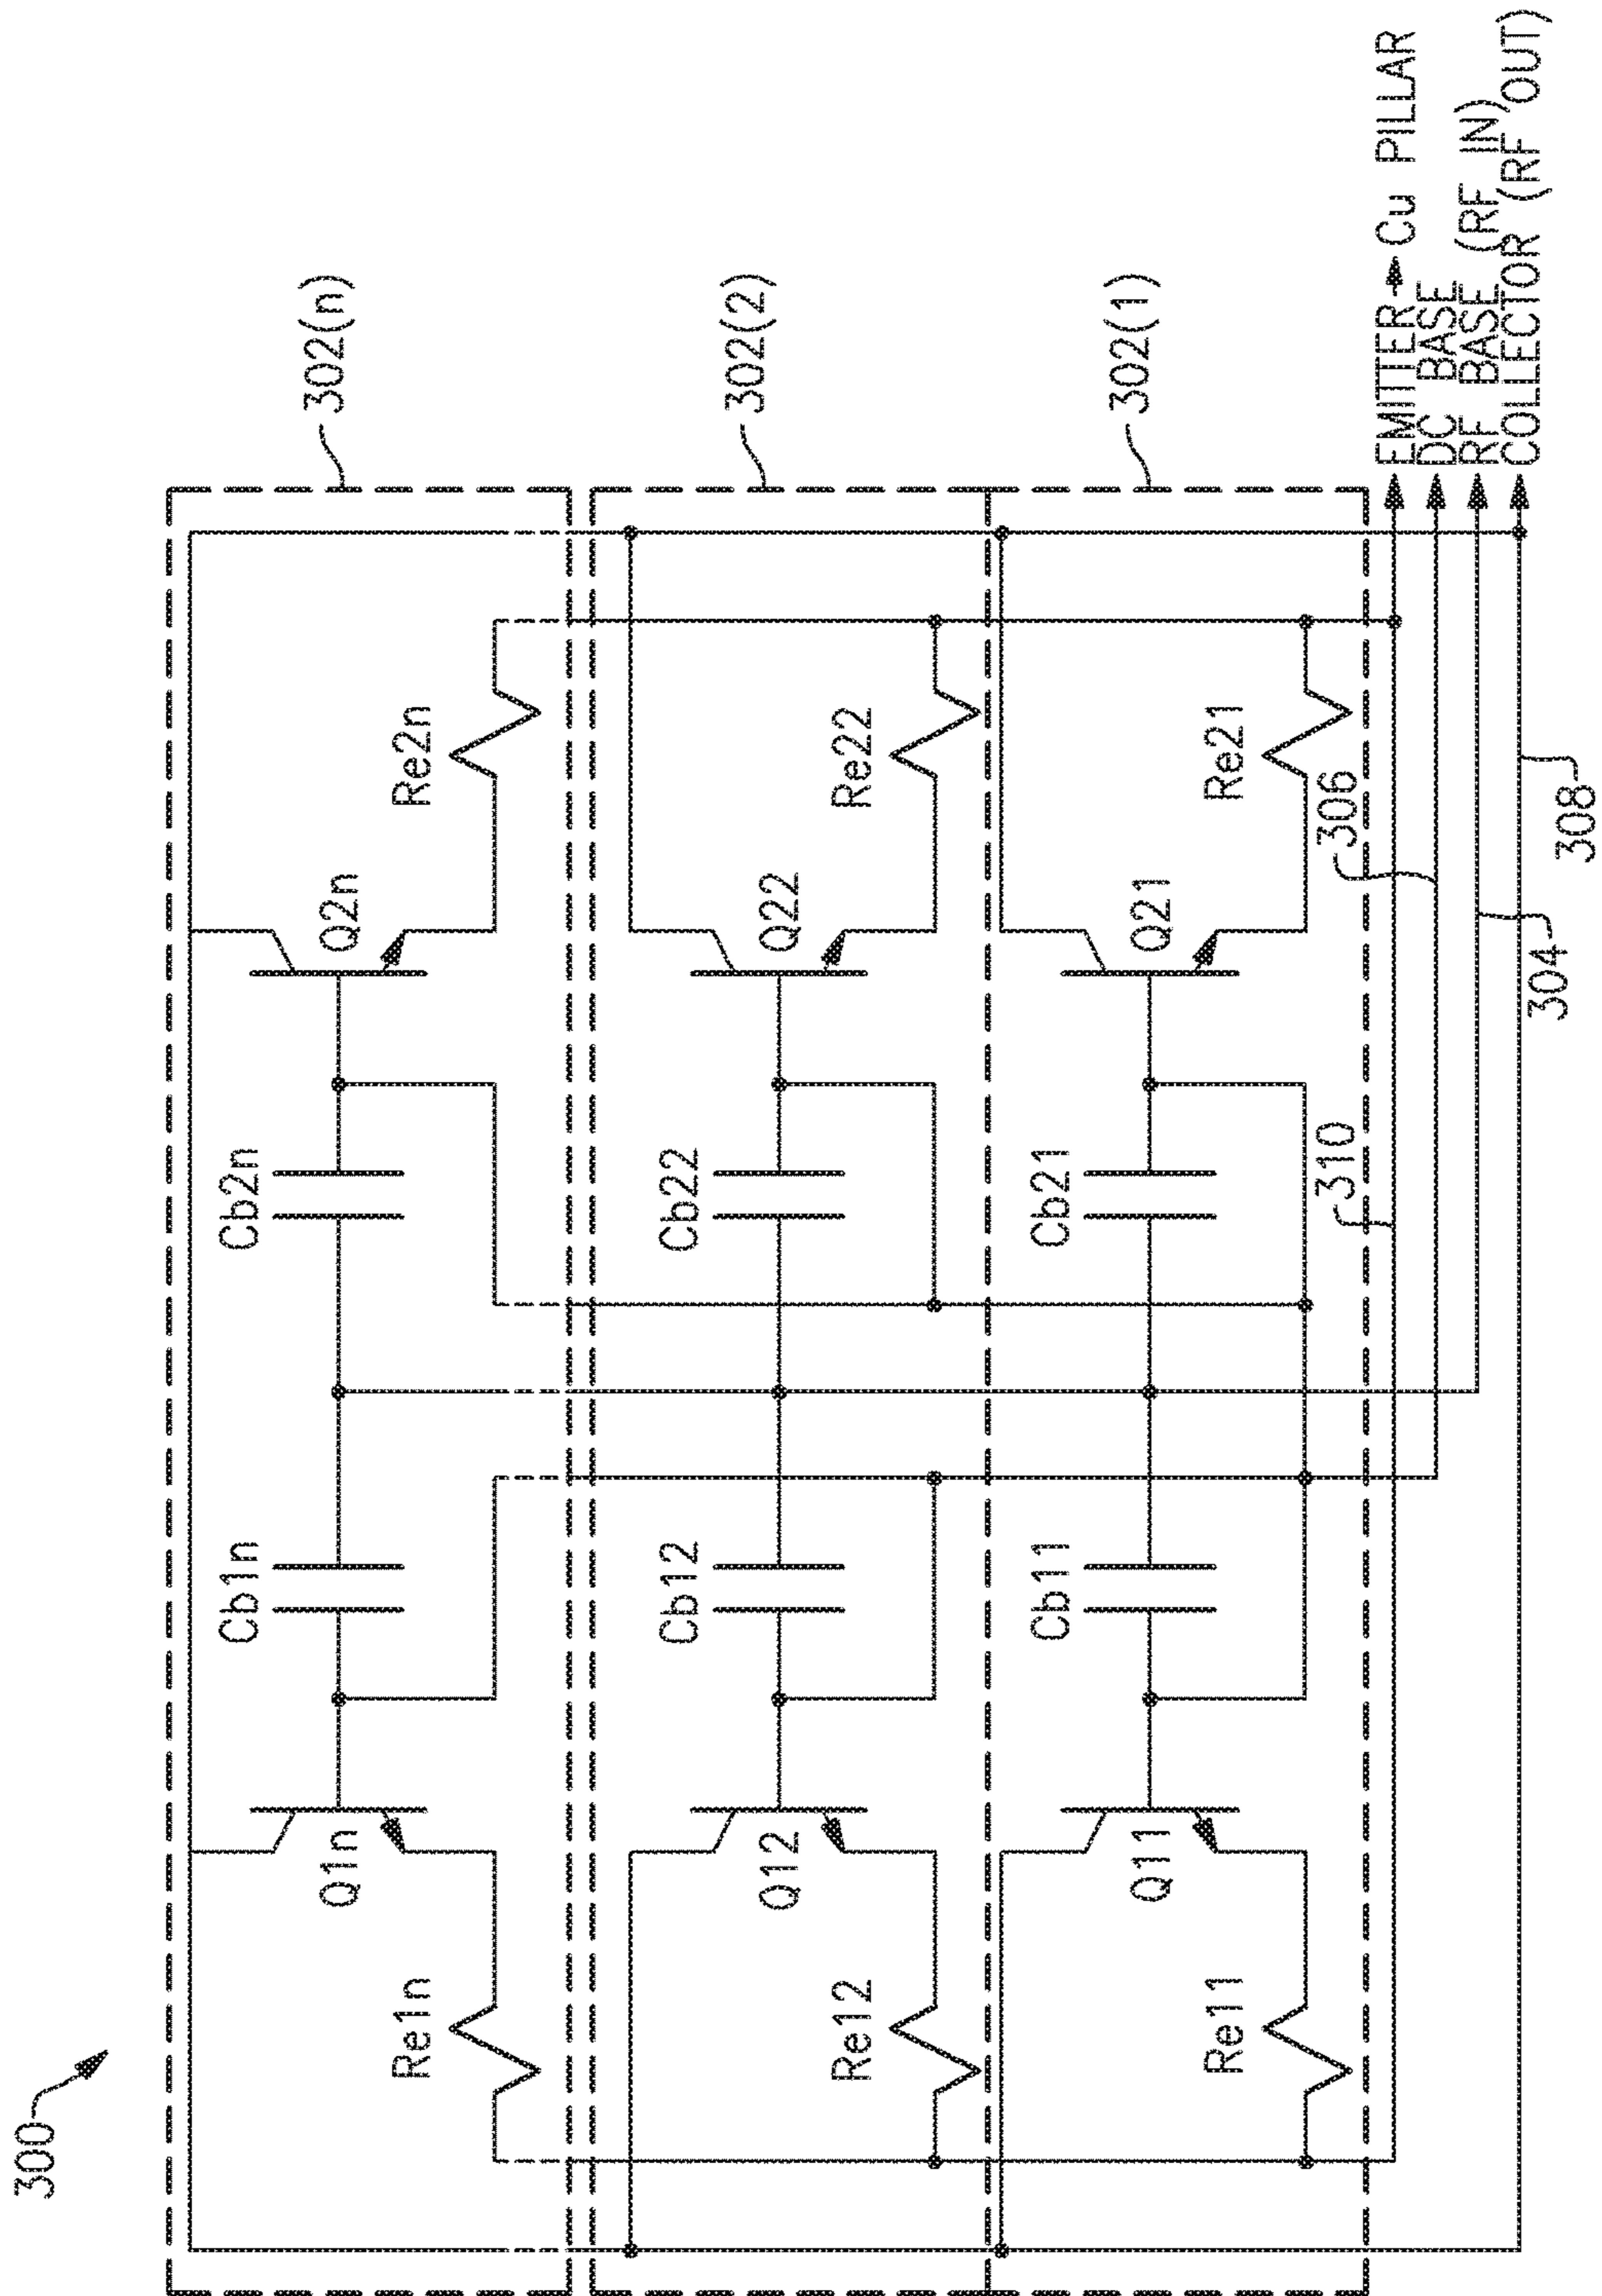 300
302(n)
302(2)
302(1)
Cb1n
Cb2n
Q1n
Q2n
Re1n
Re2n
Cb12
Cb22
Q12
Q22
Re12
Re22
Cb11
Cb21
Q11
Q21
Re11
Re21
310
306
EMITTER → Cu PILLAR
DC BASE
RF BASE (RF IN)
COLLECTOR (RF OUT)
304
308